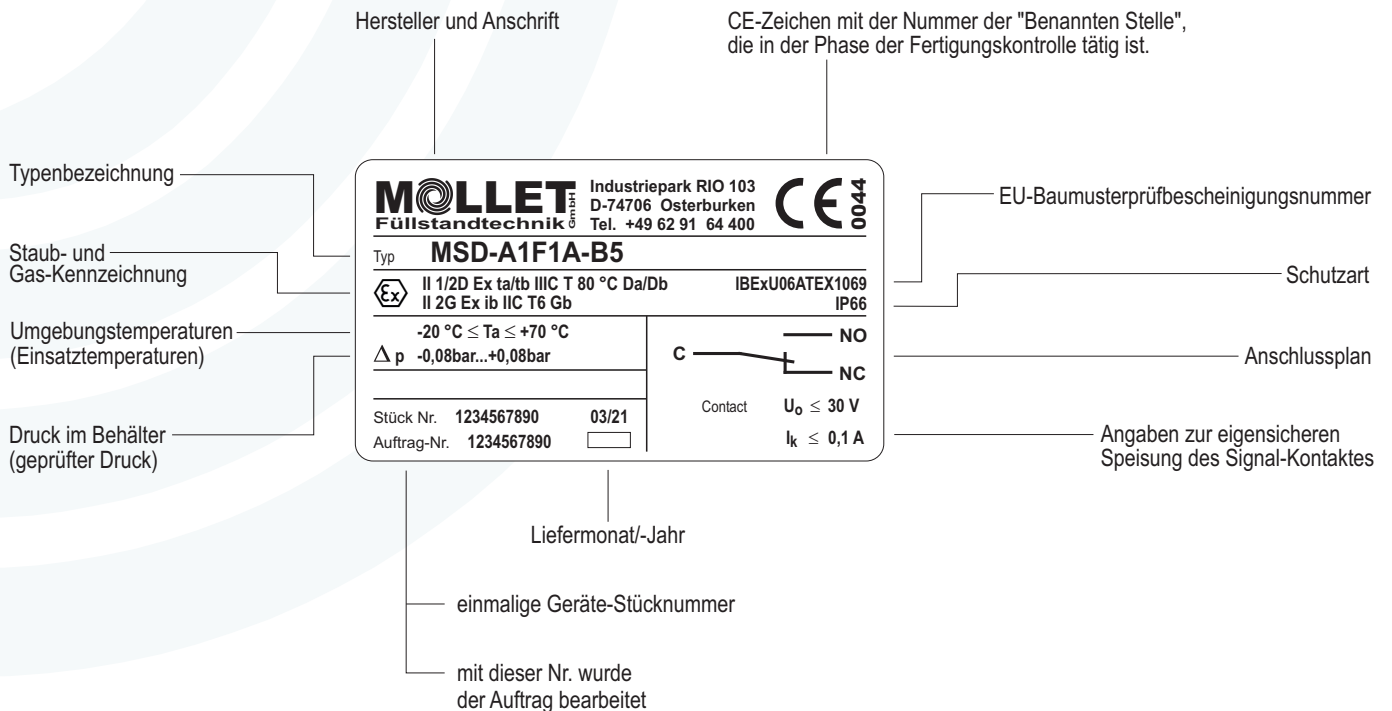 Hersteller und Anschrift
CE-Zeichen mit der Nummer der "Benannten Stelle",
die in der Phase der Fertigungskontrolle tätig ist.
Typenbezeichnung
Staub- und
Gas-Kennzeichnung
Umgebungstemperaturen
(Einsatztemperaturen)
Druck im Behälter
(geprüfter Druck)
MOLLET GmbH
Füllstandtechnik
Industriepark RIO 103
D-74706 Osterburken
Tel. +49 62 91 64 400
CE 0044
Typ MSD-A1F1A-B5
Ex II 1/2D Ex ta/tb IIIC T 80 °C Da/Db IBExU06ATEX1069
II 2G Ex ib IIC T6 Gb IP66
-20 °C ≤ Ta ≤ +70 °C
Δ p -0,08bar...+0,08bar
NO
C
NC
Contact U₀ ≤ 30 V
Iₖ ≤ 0,1 A
Stück Nr. 1234567890 03/21
Auftrag-Nr. 1234567890
EU-Baumusterprüfbescheinigungsnummer
Schutzart
Anschlussplan
Angaben zur eigensicheren
Speisung des Signal-Kontaktes
Liefermonat/-Jahr
einmalige Geräte-Stücknummer
mit dieser Nr. wurde
der Auftrag bearbeitet